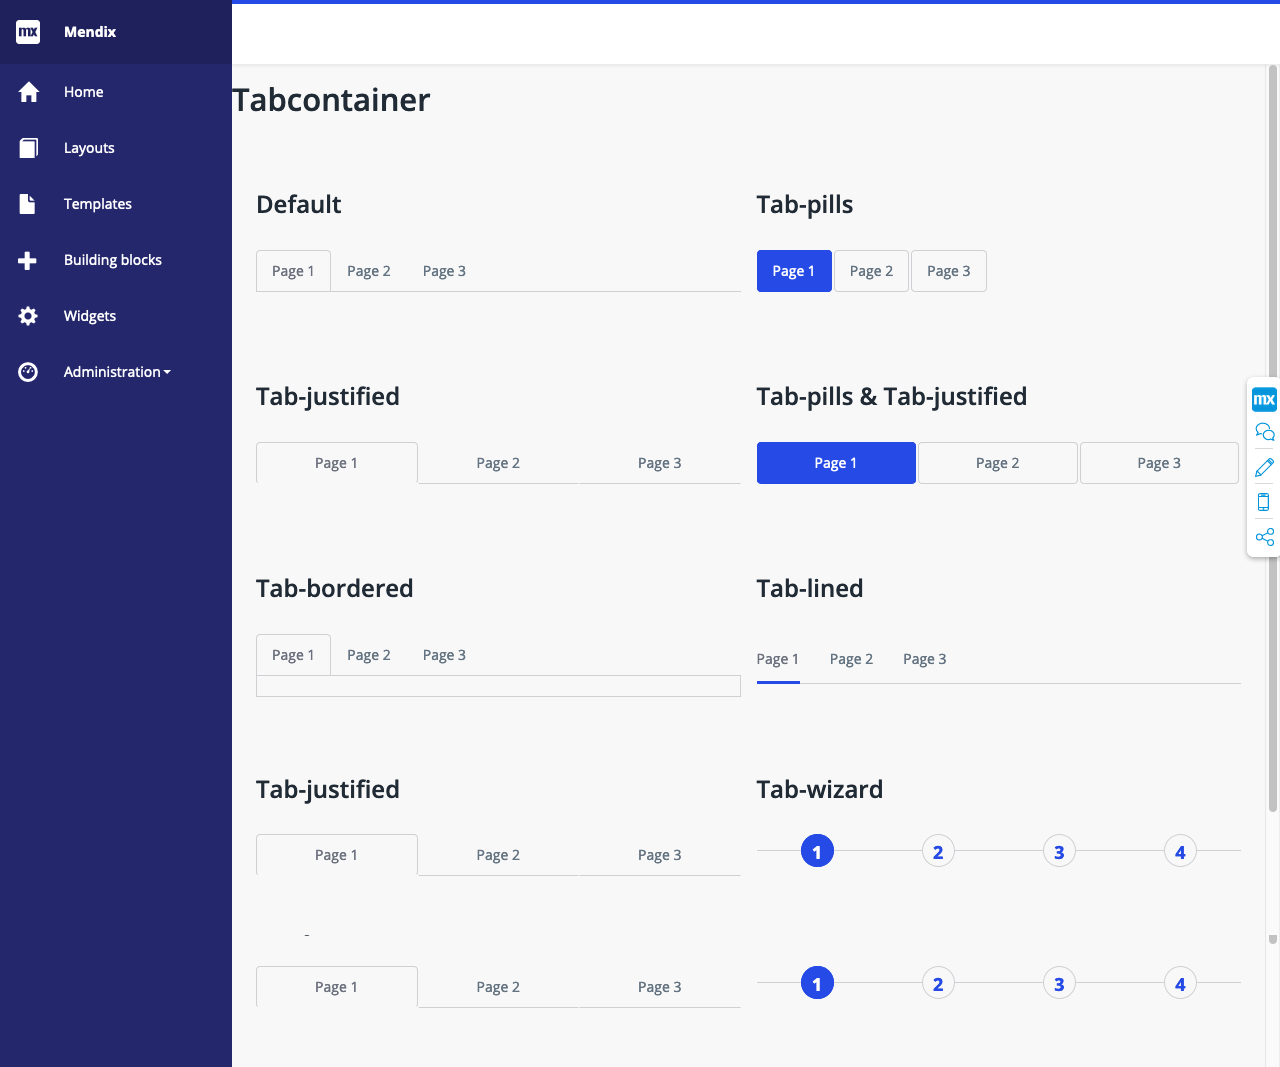 mx Mendix
Home
Layouts
Templates
Building blocks
Widgets
Administration
Tabcontainer
Default
Page 1 Page 2 Page 3
Tab-pills
Page 1 Page 2 Page 3
Tab-justified
Page 1 Page 2 Page 3
Tab-pills & Tab-justified
Page 1 Page 2 Page 3
Tab-bordered
Page 1 Page 2 Page 3
Tab-lined
Page 1 Page 2 Page 3
Tab-justified
Page 1 Page 2 Page 3
Tab-wizard
1 2 3 4
Page 1 Page 2 Page 3
1 2 3 4
mx